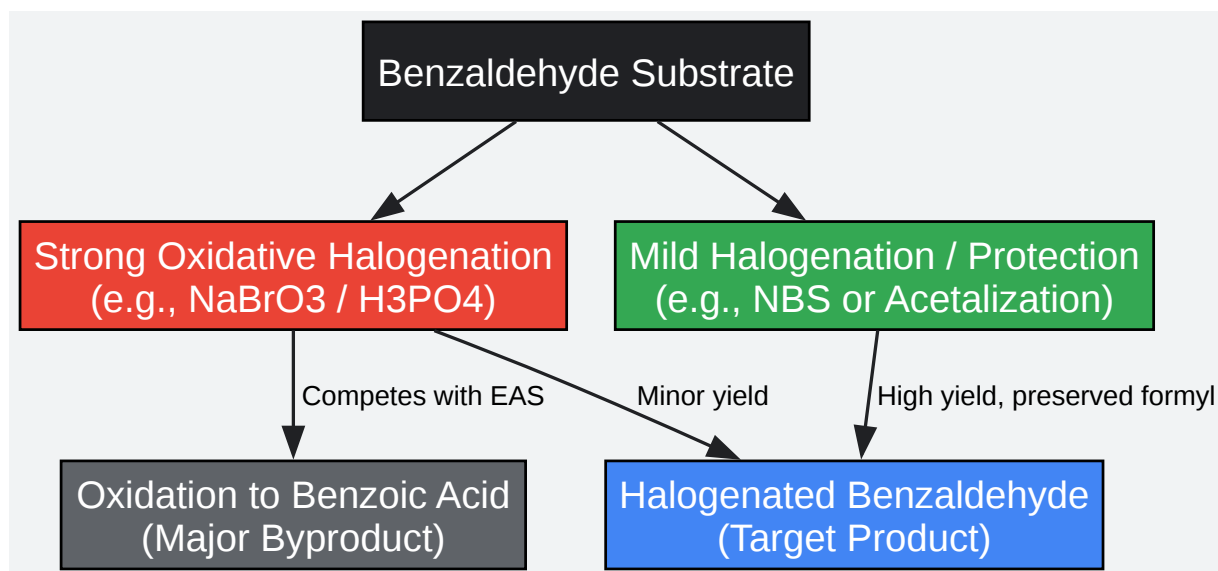 Benzaldehyde Substrate
Strong Oxidative Halogenation
(e.g., NaBrO3 / H3PO4)
Mild Halogenation / Protection
(e.g., NBS or Acetalization)
Competes with EAS
Minor yield
High yield, preserved formyl
Oxidation to Benzoic Acid
(Major Byproduct)
Halogenated Benzaldehyde
(Target Product)